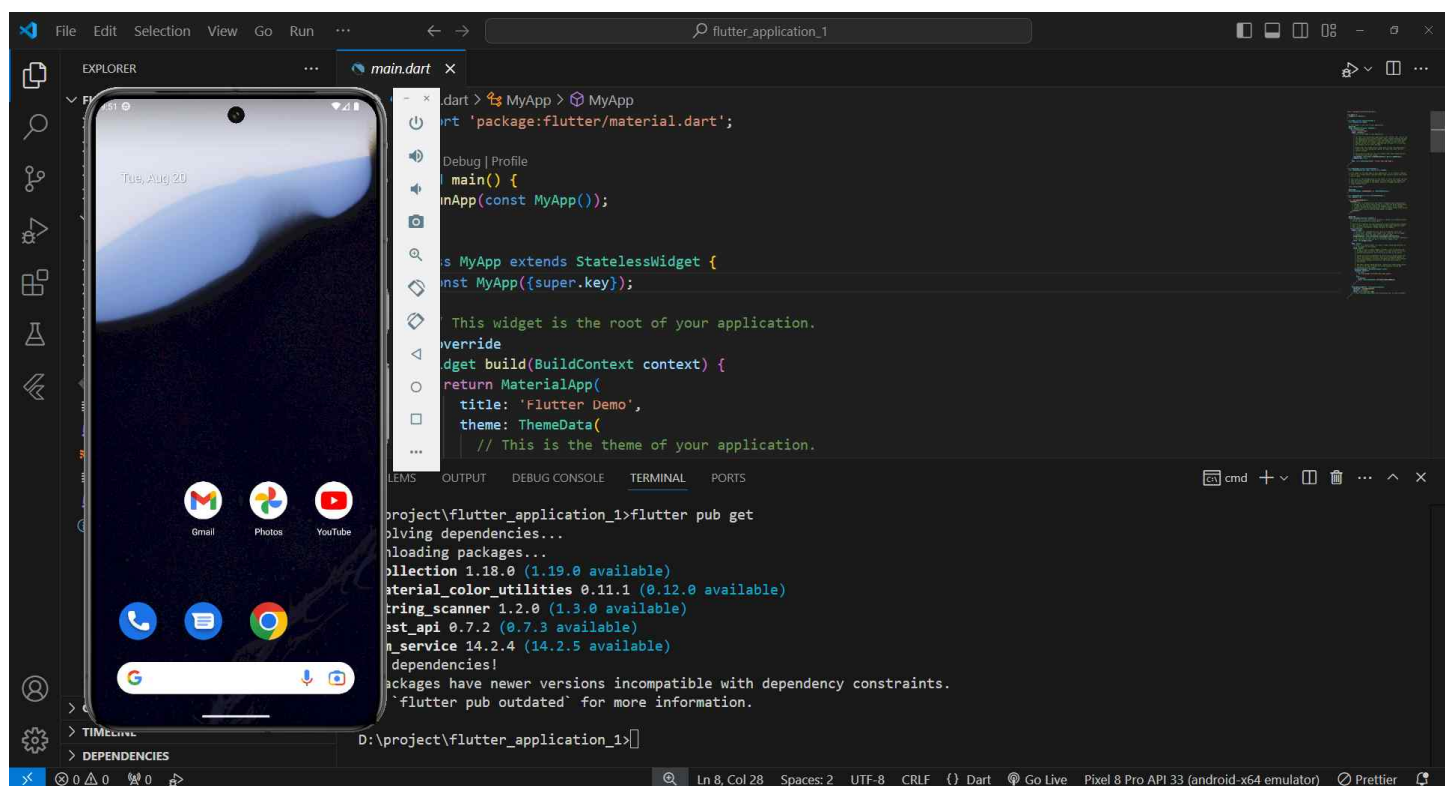 File Edit Selection View Go Run ··· flutter_application_1
EXPLORER ··· main.dart
.dart > MyApp > MyApp
rt 'package:flutter/material.dart';
Debug | Profile
main() {
nApp(const MyApp());
s MyApp extends StatelessWidget {
nst MyApp({super.key});
This widget is the root of your application.
verride
dget build(BuildContext context) {
return MaterialApp(
title: 'Flutter Demo',
theme: ThemeData(
// This is the theme of your application.
Tue, Aug 20
Gmail Photos YouTube
LEMS OUTPUT DEBUG CONSOLE TERMINAL PORTS
cmd
project\flutter_application_1>flutter pub get
lving dependencies...
nloading packages...
ollection 1.18.0 (1.19.0 available)
aterial_color_utilities 0.11.1 (0.12.0 available)
tring_scanner 1.2.0 (1.3.0 available)
est_api 0.7.2 (0.7.3 available)
m_service 14.2.4 (14.2.5 available)
dependencies!
ackages have newer versions incompatible with dependency constraints.
`flutter pub outdated` for more information.
D:\project\flutter_application_1>
TIMELINE
DEPENDENCIES
0 0 0 Ln 8, Col 28 Spaces: 2 UTF-8 CRLF {} Dart Go Live Pixel 8 Pro API 33 (android-x64 emulator) Prettier